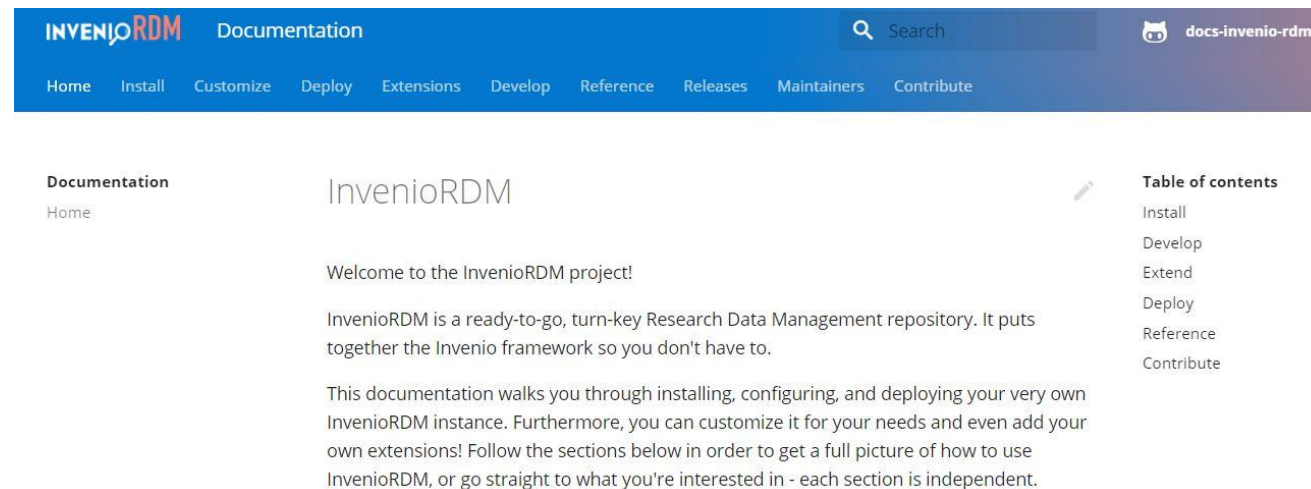 INVENIORDM Documentation Search docs-invenio-rdm
Home Install Customize Deploy Extensions Develop Reference Releases Maintainers Contribute
Documentation
Home
InvenioRDM
Welcome to the InvenioRDM project!
InvenioRDM is a ready-to-go, turn-key Research Data Management repository. It puts
together the Invenio framework so you don't have to.
This documentation walks you through installing, configuring, and deploying your very own
InvenioRDM instance. Furthermore, you can customize it for your needs and even add your
own extensions! Follow the sections below in order to get a full picture of how to use
InvenioRDM, or go straight to what you're interested in - each section is independent.
Table of contents
Install
Develop
Extend
Deploy
Reference
Contribute